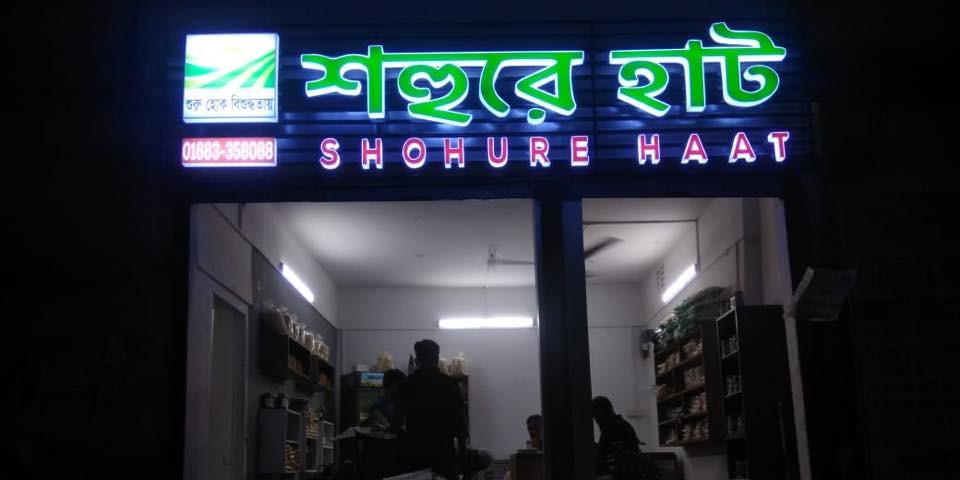 শহুরে হাট
শুরু হোক বিশুদ্ধতায়
01683-358088
SHOHURE HAAT